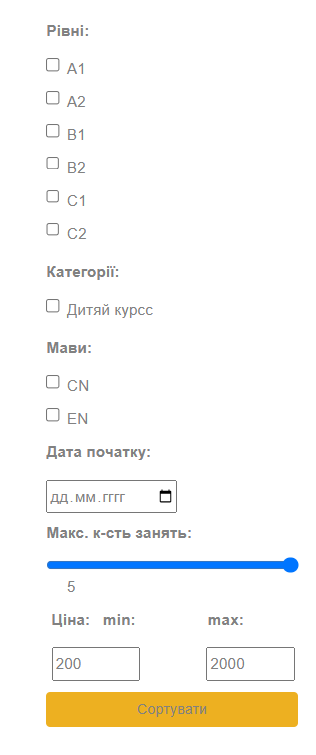 Рівні:
A1
A2
B1
B2
C1
C2
Категорії:
Дитяй курсс
Мави:
CN
EN
Дата початку:
дд.мм.гггг
Макс. к-сть занять:
5
Ціна: min: max:
200 2000
Сортувати